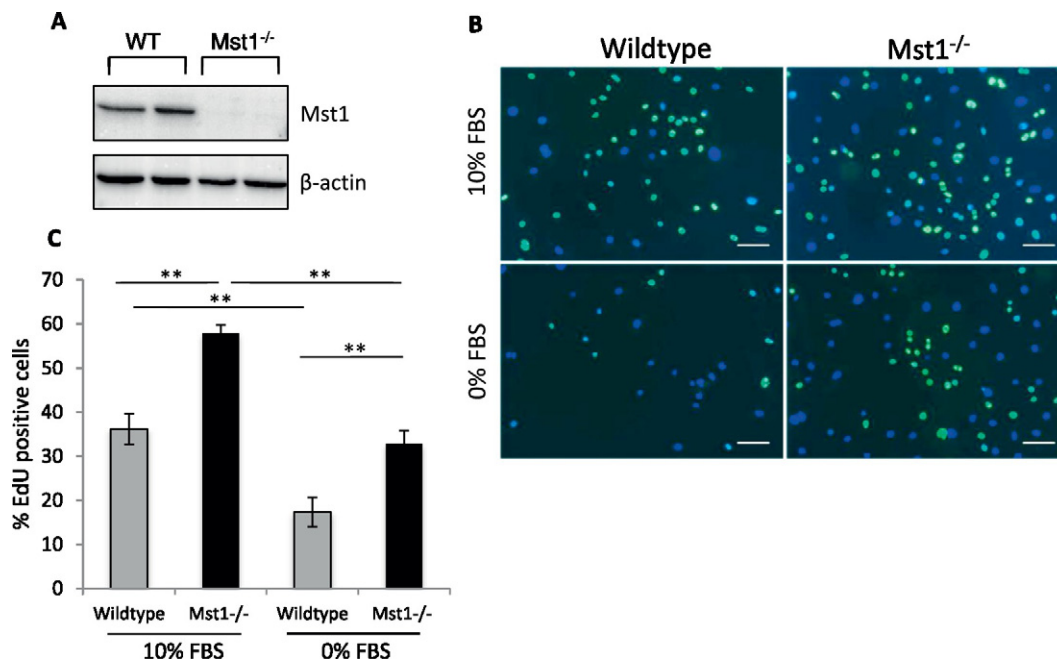 A
WT Mst1-/-
Mst1
β-actin
B
Wildtype Mst1-/-
10% FBS
0% FBS
C
% EdU positive cells
70
60
50
40
30
20
10
0
** **
**
**
Wildtype Mst1-/- Wildtype Mst1-/-
10% FBS 0% FBS